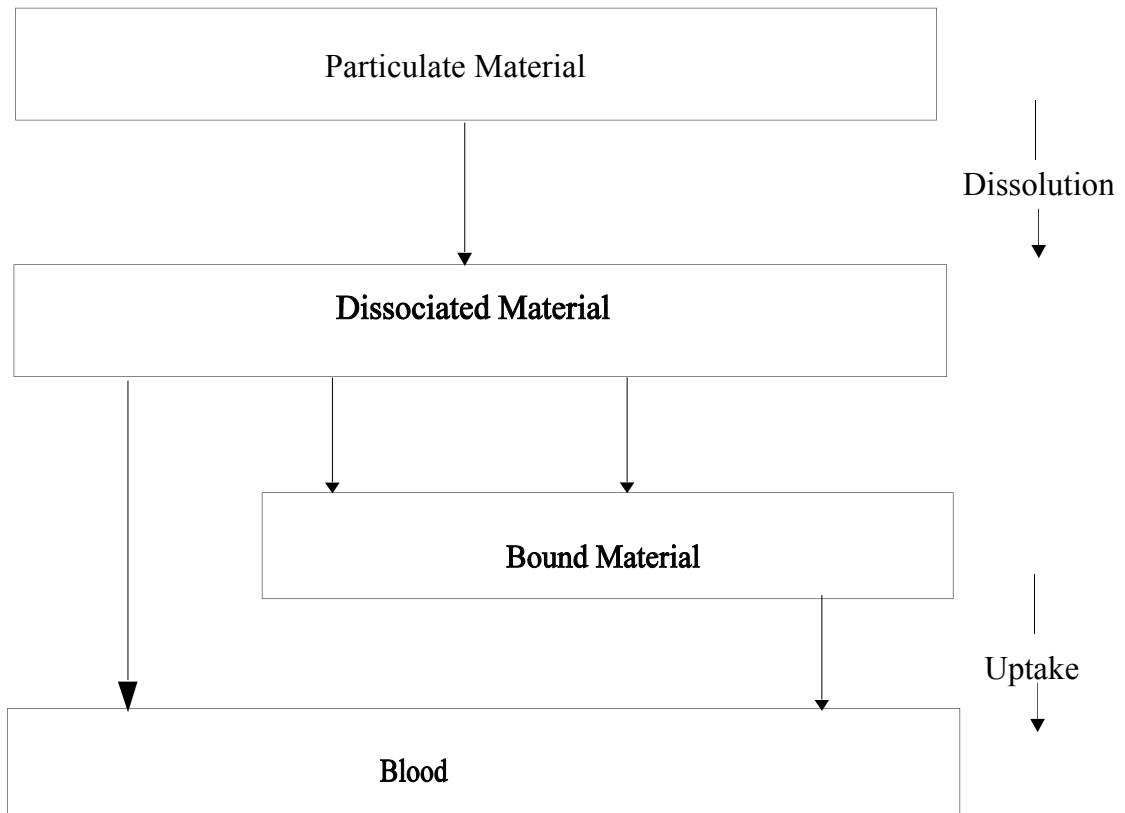 Particulate Material
Dissolution
Dissociated Material
Bound Material
Uptake
Blood